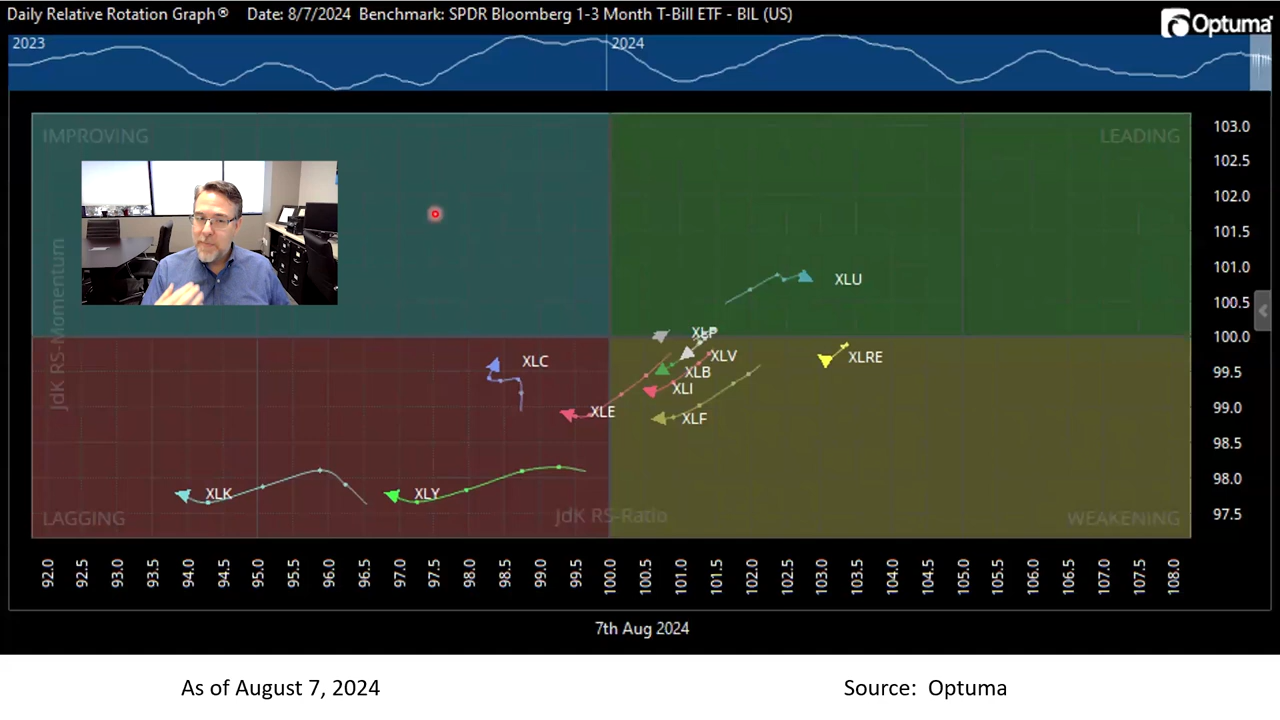 Daily Relative Rotation Graph® Date: 8/7/2024 Benchmark: SPDR Bloomberg 1-3 Month T-Bill ETF - BIL (US)
Optuma
2023
2024
IMPROVING
LEADING
103.0
102.5
102.0
101.5
101.0
100.5
100.0
99.5
99.0
98.5
98.0
97.5
JdK RS-Momentum
XLU
XLP
XLV
XLRE
XLC
XLB
XLI
XLE
XLF
XLK
XLY
LAGGING
JdK RS-Ratio
WEAKENING
92.0 92.5 93.0 93.5 94.0 94.5 95.0 95.5 96.0 96.5 97.0 97.5 98.0 98.5 99.0 99.5 100.0 100.5 101.0 101.5 102.0 102.5 103.0 103.5 104.0 104.5 105.0 105.5 106.0 106.5 107.0 107.5 108.0
7th Aug 2024
As of August 7, 2024
Source: Optuma